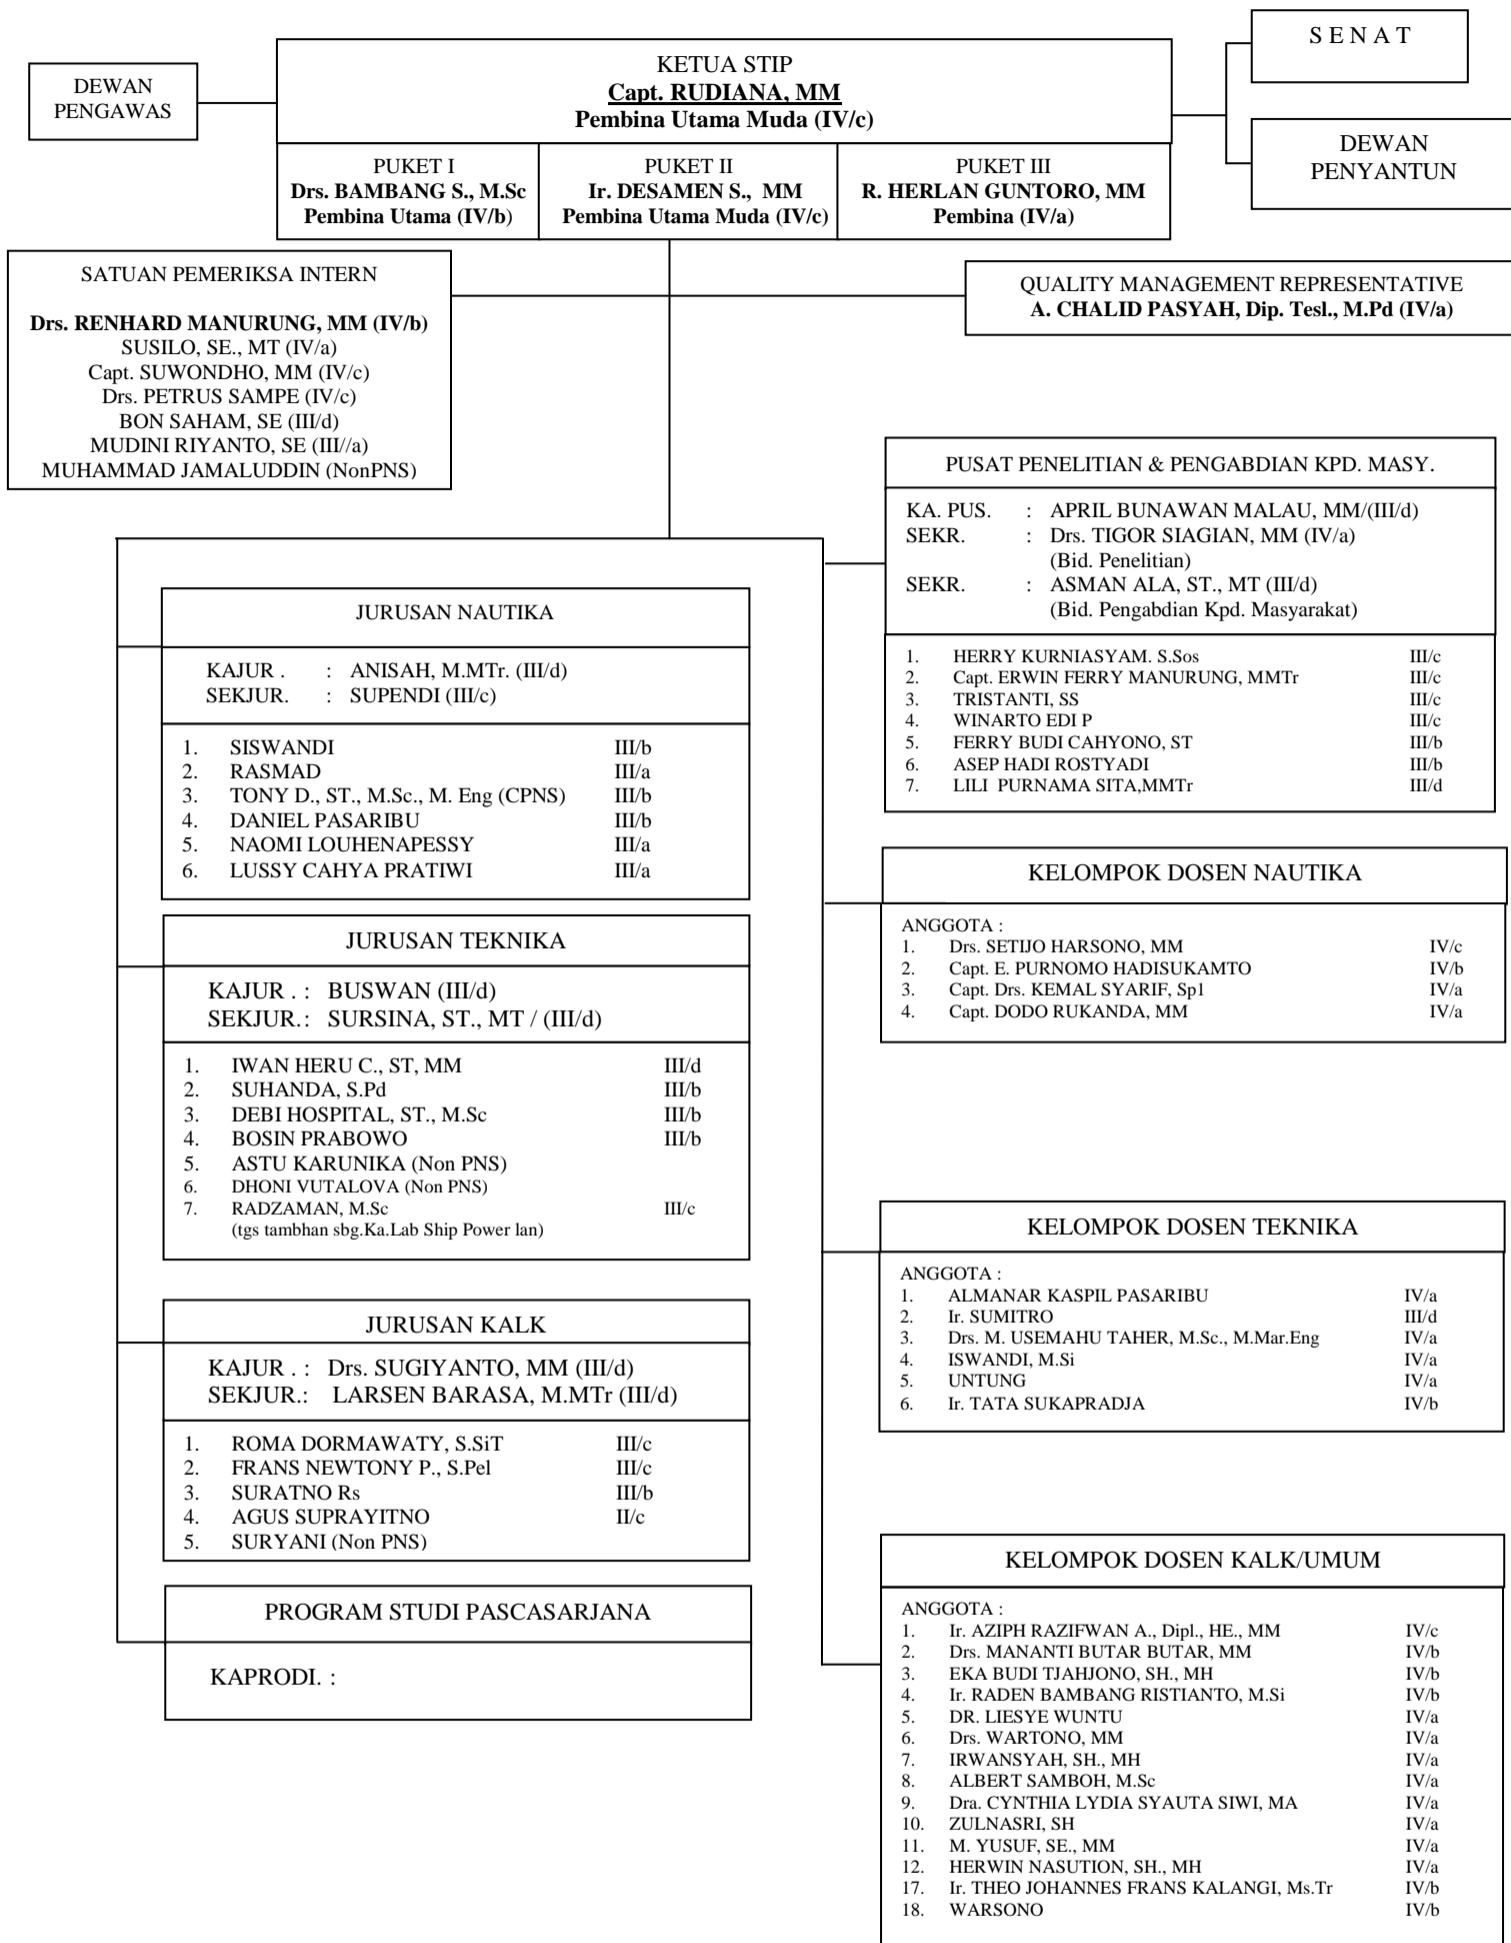 S E N A T
KETUA STIP
Capt. RUDIANA, MM
Pembina Utama Muda (IV/c)
DEWAN
PENGAWAS
DEWAN
PENYANTUN
PUKET I
Drs. BAMBANG S., M.Sc
Pembina Utama (IV/b)
PUKET II
Ir. DESAMEN S., MM
Pembina Utama Muda (IV/c)
PUKET III
R. HERLAN GUNTORO, MM
Pembina (IV/a)
SATUAN PEMERIKSA INTERN
Drs. RENHARD MANURUNG, MM (IV/b)
SUSILO, SE., MT (IV/a)
Capt. SUWONDHO, MM (IV/c)
Drs. PETRUS SAMPE (IV/c)
BON SAHAM, SE (III/d)
MUDINI RIYANTO, SE (III//a)
MUHAMMAD JAMALUDDIN (NonPNS)
QUALITY MANAGEMENT REPRESENTATIVE
A. CHALID PASYAH, Dip. Tesl., M.Pd (IV/a)
JURUSAN NAUTIKA
KAJUR . : ANISAH, M.MTr. (III/d)
SEKJUR. : SUPENDI (III/c)
1. SISWANDI III/b
2. RASMAD III/a
3. TONY D., ST., M.Sc., M. Eng (CPNS) III/b
4. DANIEL PASARIBU III/b
5. NAOMI LOUHENAPESSY III/a
6. LUSSY CAHYA PRATIWI III/a
JURUSAN TEKNIKA
KAJUR . : BUSWAN (III/d)
SEKJUR.: SURSINA, ST., MT / (III/d)
1. IWAN HERU C., ST, MM III/d
2. SUHANDA, S.Pd III/b
3. DEBI HOSPITAL, ST., M.Sc III/b
4. BOSIN PRABOWO III/b
5. ASTU KARUNIKA (Non PNS)
6. DHONI VUTALOVA (Non PNS)
7. RADZAMAN, M.Sc III/c
(tgs tambhan sbg.Ka.Lab Ship Power lan)
JURUSAN KALK
KAJUR . : Drs. SUGIYANTO, MM (III/d)
SEKJUR.: LARSEN BARASA, M.MTr (III/d)
1. ROMA DORMAWATY, S.SiT III/c
2. FRANS NEWTONY P., S.Pel III/c
3. SURATNO Rs III/b
4. AGUS SUPRAYITNO II/c
5. SURYANI (Non PNS)
PROGRAM STUDI PASCASARJANA
KAPRODI. :
PUSAT PENELITIAN & PENGABDIAN KPD. MASY.
KA. PUS. : APRIL BUNAWAN MALAU, MM/(III/d)
SEKR. : Drs. TIGOR SIAGIAN, MM (IV/a)
(Bid. Penelitian)
SEKR. : ASMAN ALA, ST., MT (III/d)
(Bid. Pengabdian Kpd. Masyarakat)
1. HERRY KURNIASYAM. S.Sos III/c
2. Capt. ERWIN FERRY MANURUNG, MMTr III/c
3. TRISTANTI, SS III/c
4. WINARTO EDI P III/c
5. FERRY BUDI CAHYONO, ST III/b
6. ASEP HADI ROSTYADI III/b
7. LILI PURNAMA SITA,MMTr III/d
KELOMPOK DOSEN NAUTIKA
ANGGOTA :
1. Drs. SETIJO HARSONO, MM IV/c
2. Capt. E. PURNOMO HADISUKAMTO IV/b
3. Capt. Drs. KEMAL SYARIF, Sp1 IV/a
4. Capt. DODO RUKANDA, MM IV/a
KELOMPOK DOSEN TEKNIKA
ANGGOTA :
1. ALMANAR KASPIL PASARIBU IV/a
2. Ir. SUMITRO III/d
3. Drs. M. USEMAHU TAHER, M.Sc., M.Mar.Eng IV/a
4. ISWANDI, M.Si IV/a
5. UNTUNG IV/a
6. Ir. TATA SUKAPRADJA IV/b
KELOMPOK DOSEN KALK/UMUM
ANGGOTA :
1. Ir. AZIPH RAZIFWAN A., Dipl., HE., MM IV/c
2. Drs. MANANTI BUTAR BUTAR, MM IV/b
3. EKA BUDI TJAHJONO, SH., MH IV/b
4. Ir. RADEN BAMBANG RISTIANTO, M.Si IV/b
5. DR. LIESYE WUNTU IV/a
6. Drs. WARTONO, MM IV/a
7. IRWANSYAH, SH., MH IV/a
8. ALBERT SAMBOH, M.Sc IV/a
9. Dra. CYNTHIA LYDIA SYAUTA SIWI, MA IV/a
10. ZULNASRI, SH IV/a
11. M. YUSUF, SE., MM IV/a
12. HERWIN NASUTION, SH., MH IV/a
17. Ir. THEO JOHANNES FRANS KALANGI, Ms.Tr IV/b
18. WARSONO IV/b